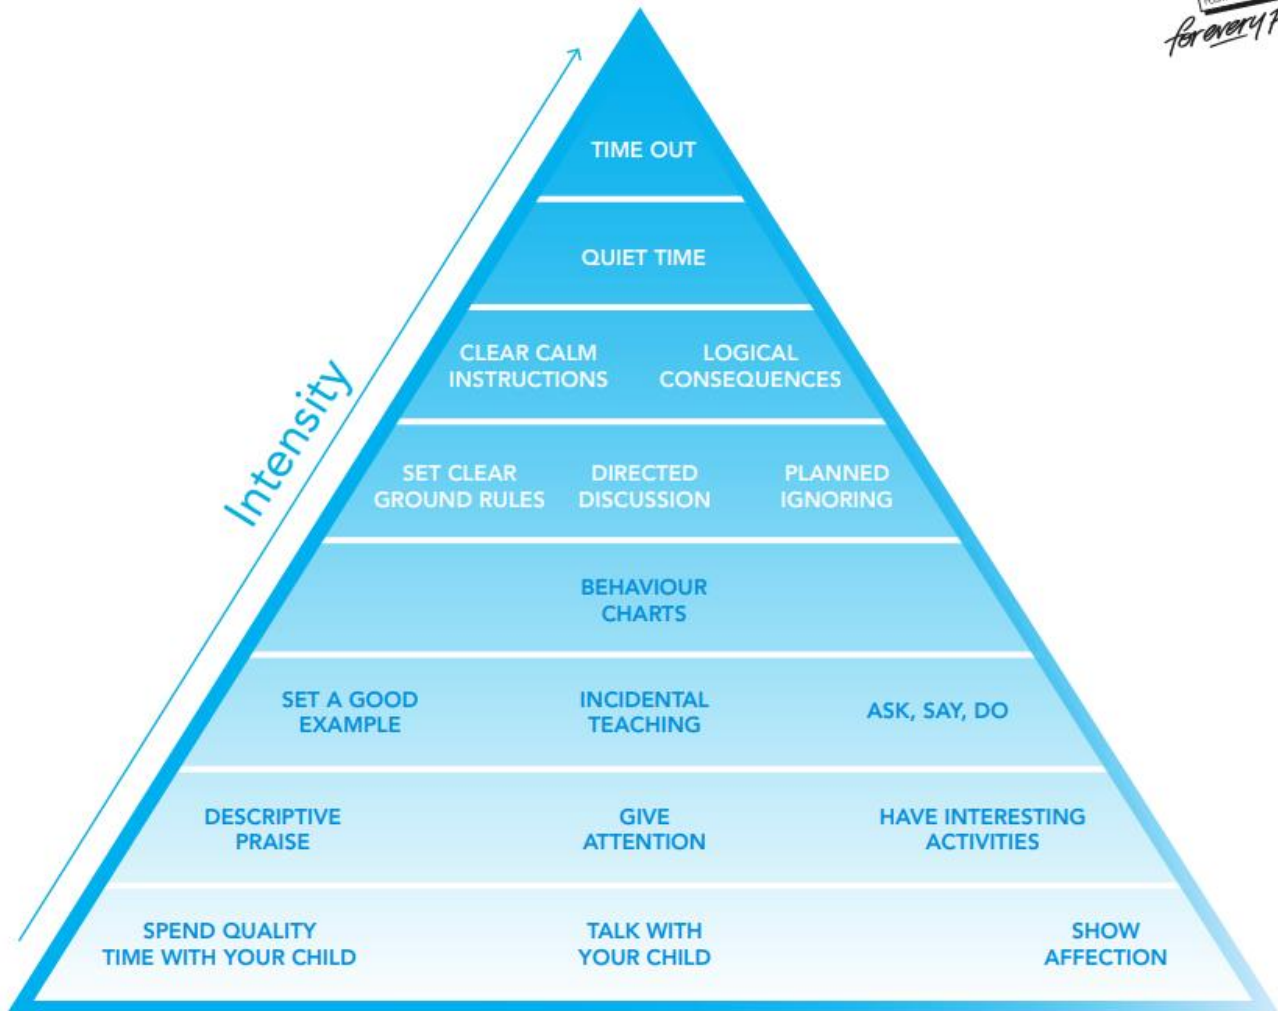 for every
TIME OUT
QUIET TIME
CLEAR CALM
INSTRUCTIONS
LOGICAL
CONSEQUENCES
Intensity
SET CLEAR
GROUND RULES
DIRECTED
DISCUSSION
PLANNED
IGNORING
BEHAVIOUR
CHARTS
SET A GOOD
EXAMPLE
INCIDENTAL
TEACHING
ASK, SAY, DO
DESCRIPTIVE
PRAISE
GIVE
ATTENTION
HAVE INTERESTING
ACTIVITIES
SPEND QUALITY
TIME WITH YOUR CHILD
TALK WITH
YOUR CHILD
SHOW
AFFECTION